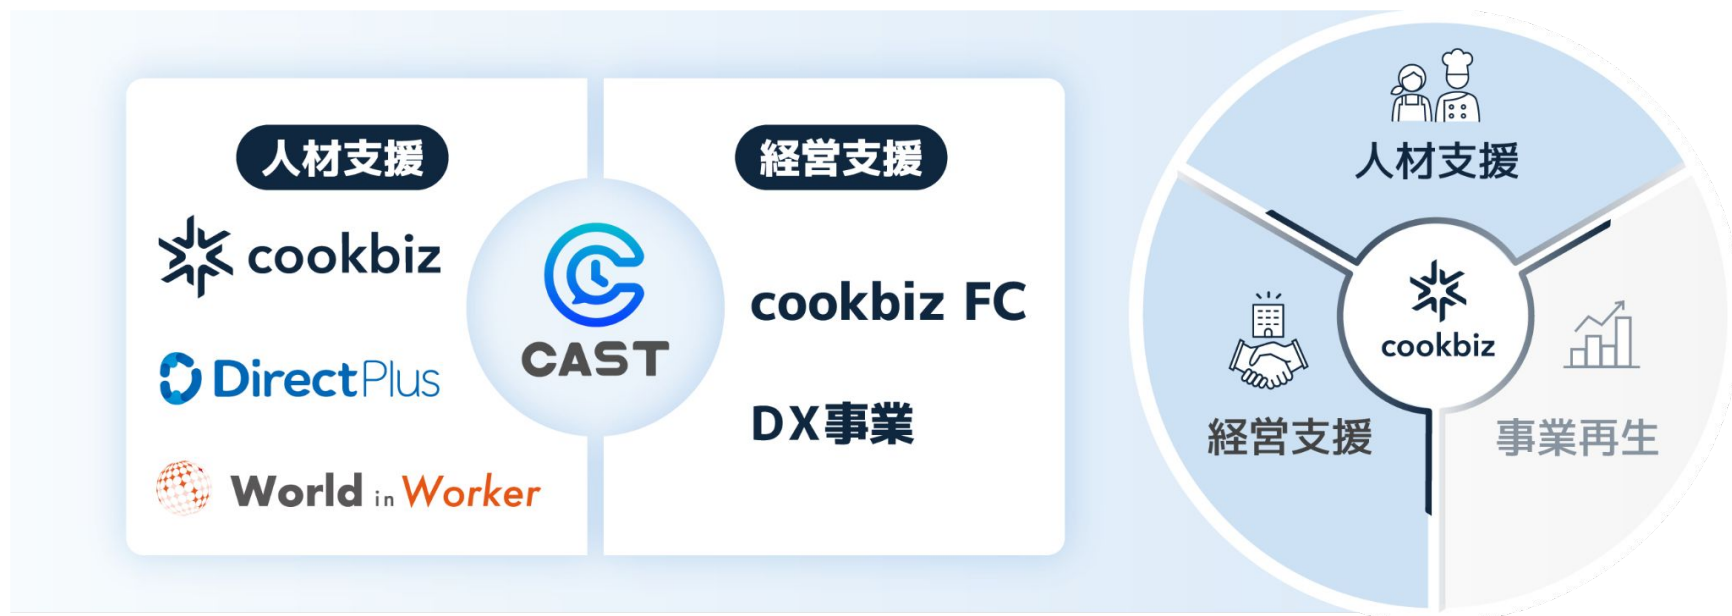 人材支援
cookbiz
DirectPlus
World in Worker
CAST
経営支援
cookbiz FC
DX事業
人材支援
cookbiz
経営支援
事業再生